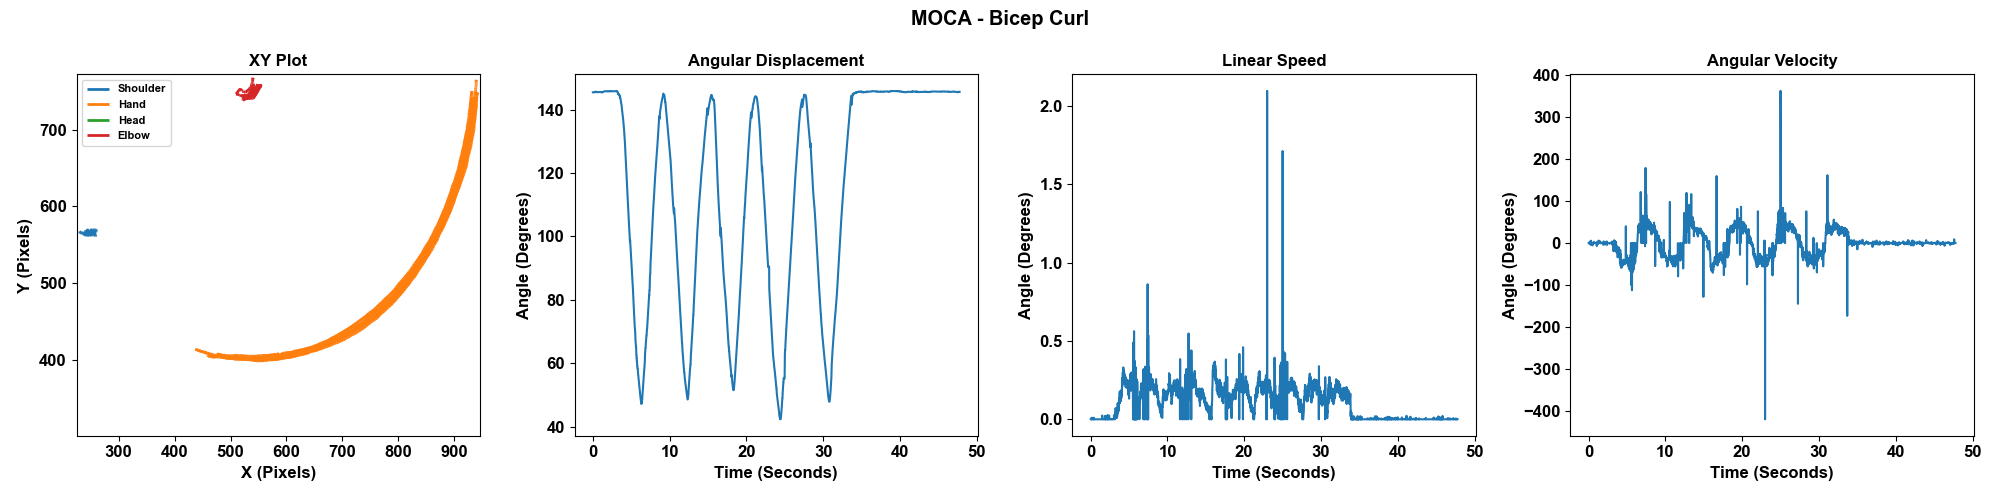 MOCA - Bicep Curl
XY Plot
Shoulder
Hand
Head
Elbow
700
600
500
400
Y (Pixels)
300 400 500 600 700 800 900
X (Pixels)
Angular Displacement
140
120
100
80
60
40
Angle (Degrees)
0 10 20 30 40 50
Time (Seconds)
Linear Speed
2.0
1.5
1.0
0.5
0.0
Angle (Degrees)
0 10 20 30 40 50
Time (Seconds)
Angular Velocity
400
300
200
100
0
−100
−200
−300
−400
Angle (Degrees)
0 10 20 30 40 50
Time (Seconds)